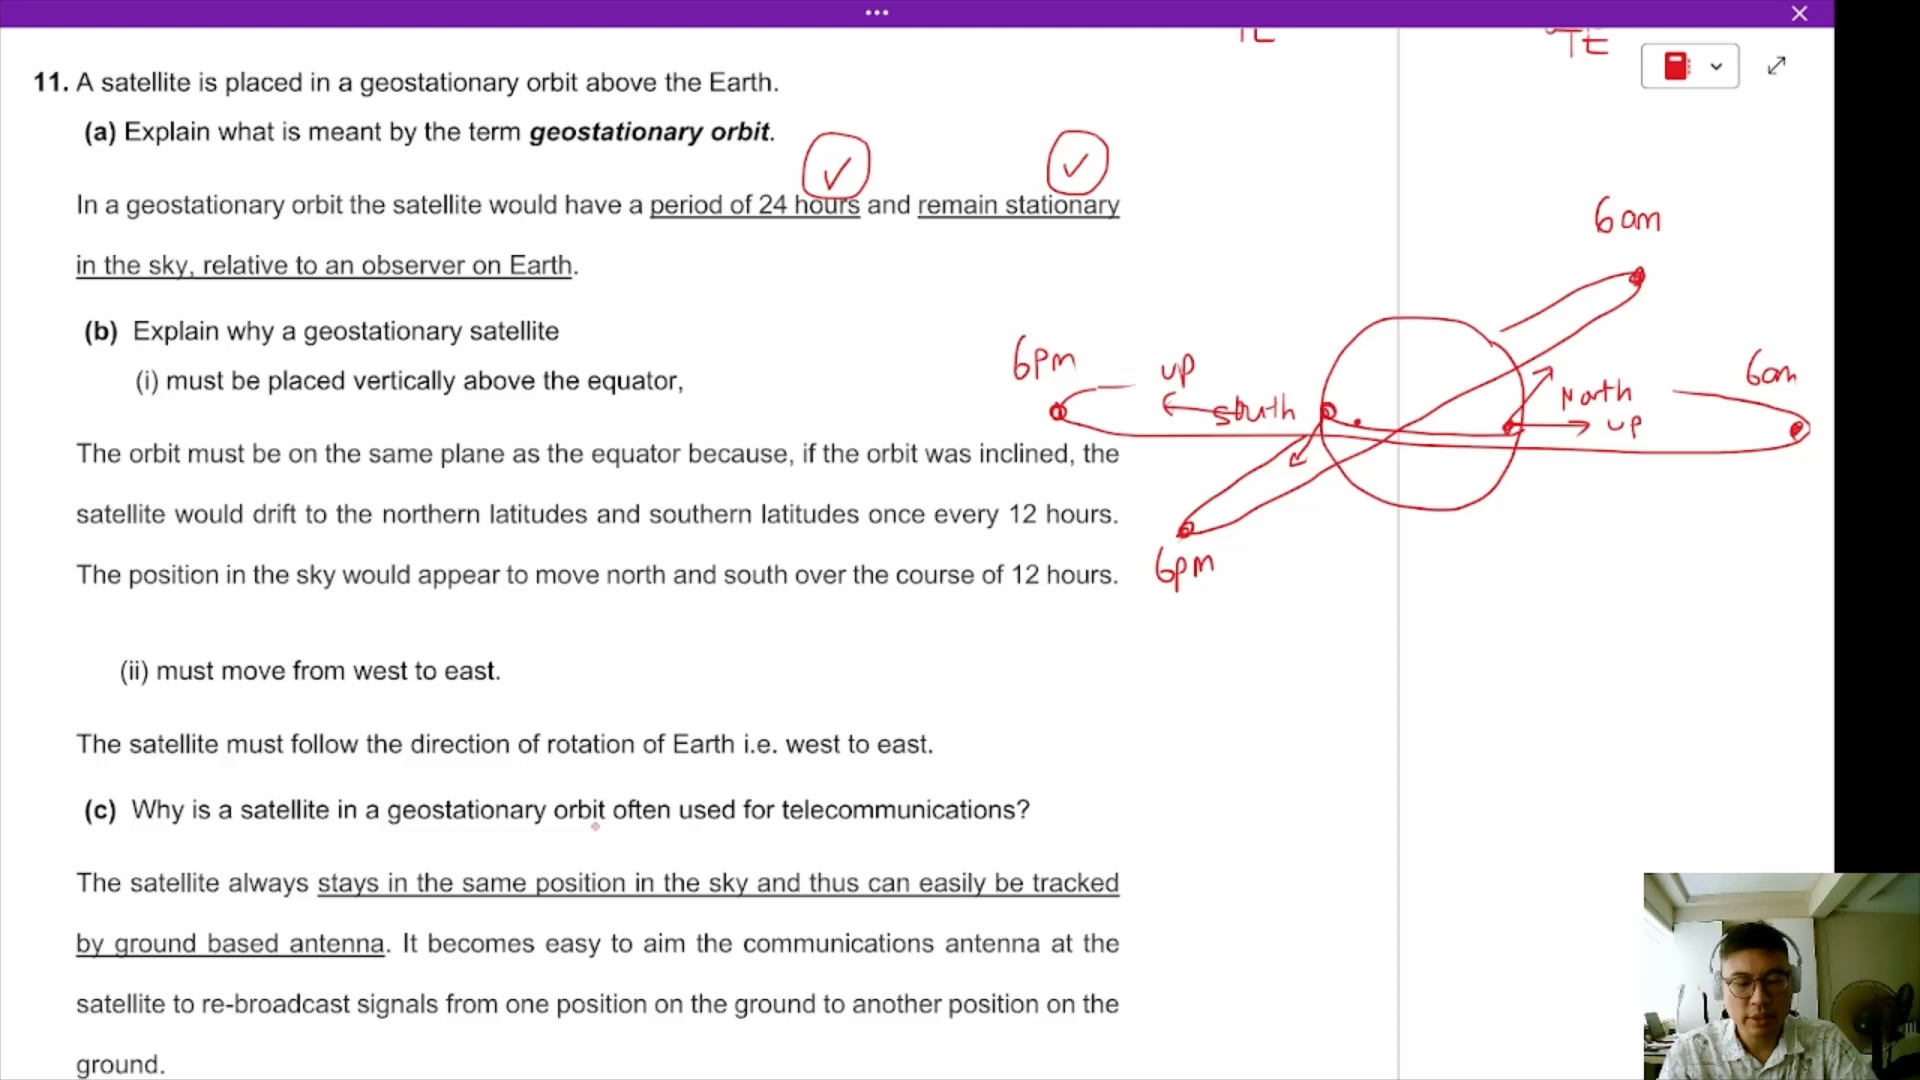 11. A satellite is placed in a geostationary orbit above the Earth.
(a) Explain what is meant by the term geostationary orbit.
In a geostationary orbit the satellite would have a period of 24 hours and remain stationary
in the sky, relative to an observer on Earth.
(b) Explain why a geostationary satellite
(i) must be placed vertically above the equator,
The orbit must be on the same plane as the equator because, if the orbit was inclined, the
satellite would drift to the northern latitudes and southern latitudes once every 12 hours.
The position in the sky would appear to move north and south over the course of 12 hours.
(ii) must move from west to east.
The satellite must follow the direction of rotation of Earth i.e. west to east.
(c) Why is a satellite in a geostationary orbit often used for telecommunications?
The satellite always stays in the same position in the sky and thus can easily be tracked
by ground based antenna. It becomes easy to aim the communications antenna at the
satellite to re-broadcast signals from one position on the ground to another position on the
ground.
TE
6am
6pm
up
South
North
up
6am
6pm